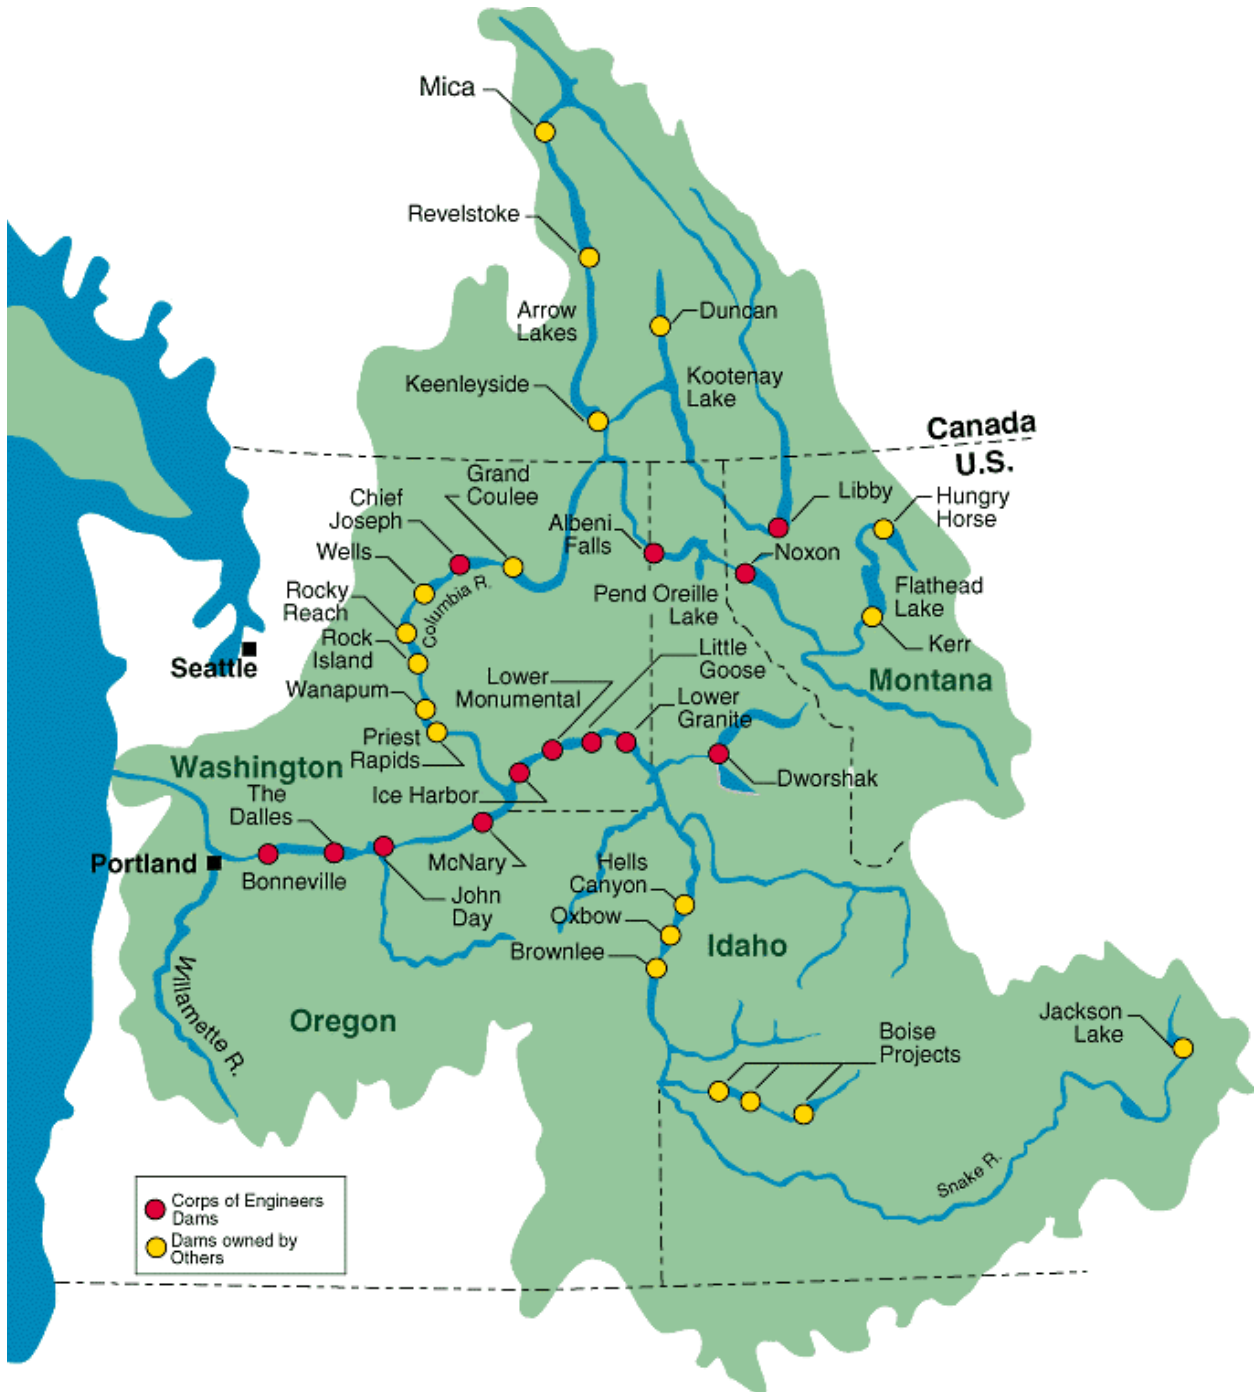 Mica
Revelstoke
Arrow
Lakes
Duncan
Keenleyside
Kootenay
Lake
Canada
U.S.
Grand
Coulee
Chief
Joseph
Libby
Hungry
Horse
Albeni
Falls
Wells
Noxon
Columbia R.
Rocky
Reach
Pend Oreille
Lake
Flathead
Lake
Rock
Island
Kerr
Seattle
Little
Goose
Lower
Monumental
Montana
Wanapum
Lower
Granite
Priest
Rapids
Washington
Dworshak
Ice Harbor
The
Dalles
Portland
McNary
Hells
Canyon
Bonneville
John
Day
Oxbow
Idaho
Brownlee
Willamette R.
Oregon
Boise
Projects
Jackson
Lake
Snake R.
Corps of Engineers
Dams
Dams owned by
Others